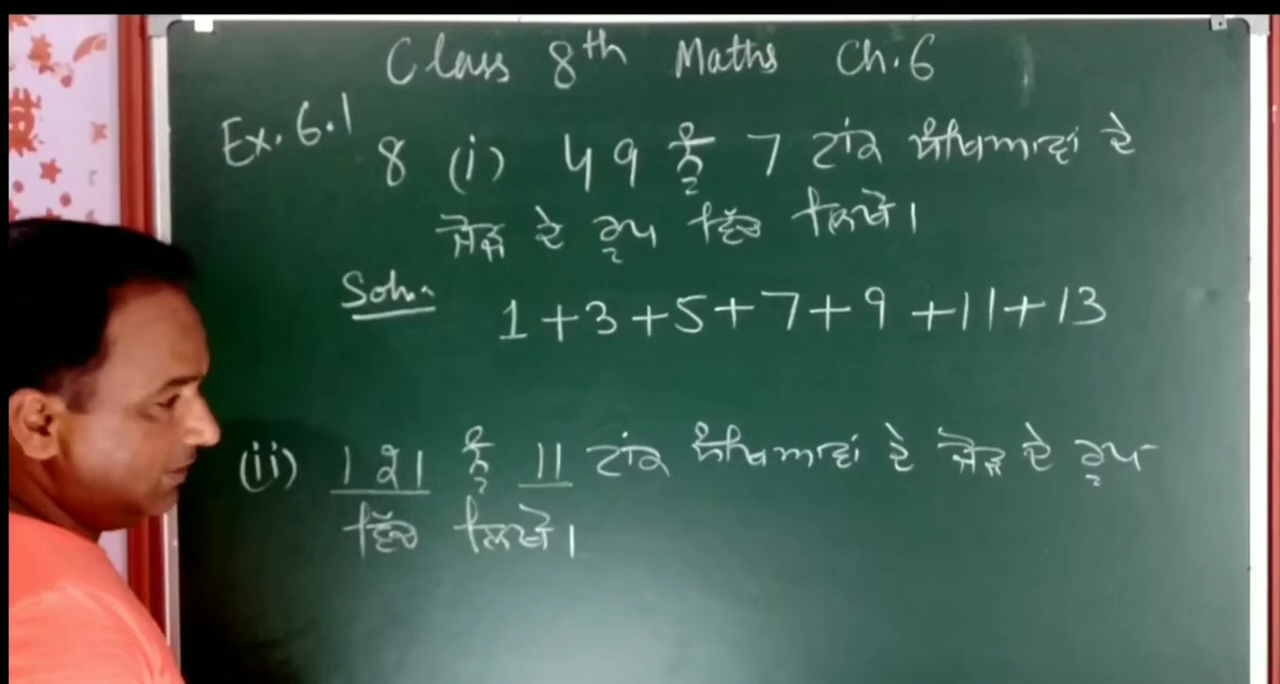 Class 8th Maths Ch.6
Ex. 6.1
8 (i) 49 ਨੂੰ 7 ਟਾਂਕ ਸੰਖਿਆਵਾਂ ਦੇ
ਜੋੜ ਦੇ ਰੂਪ ਵਿੱਚ ਲਿਖੋ।
Soln. 1+3+5+7+9+11+13
(ii) 121 ਨੂੰ 11 ਟਾਂਕ ਸੰਖਿਆਵਾਂ ਦੇ ਜੋੜ ਦੇ ਰੂਪ
ਵਿੱਚ ਲਿਖੋ।